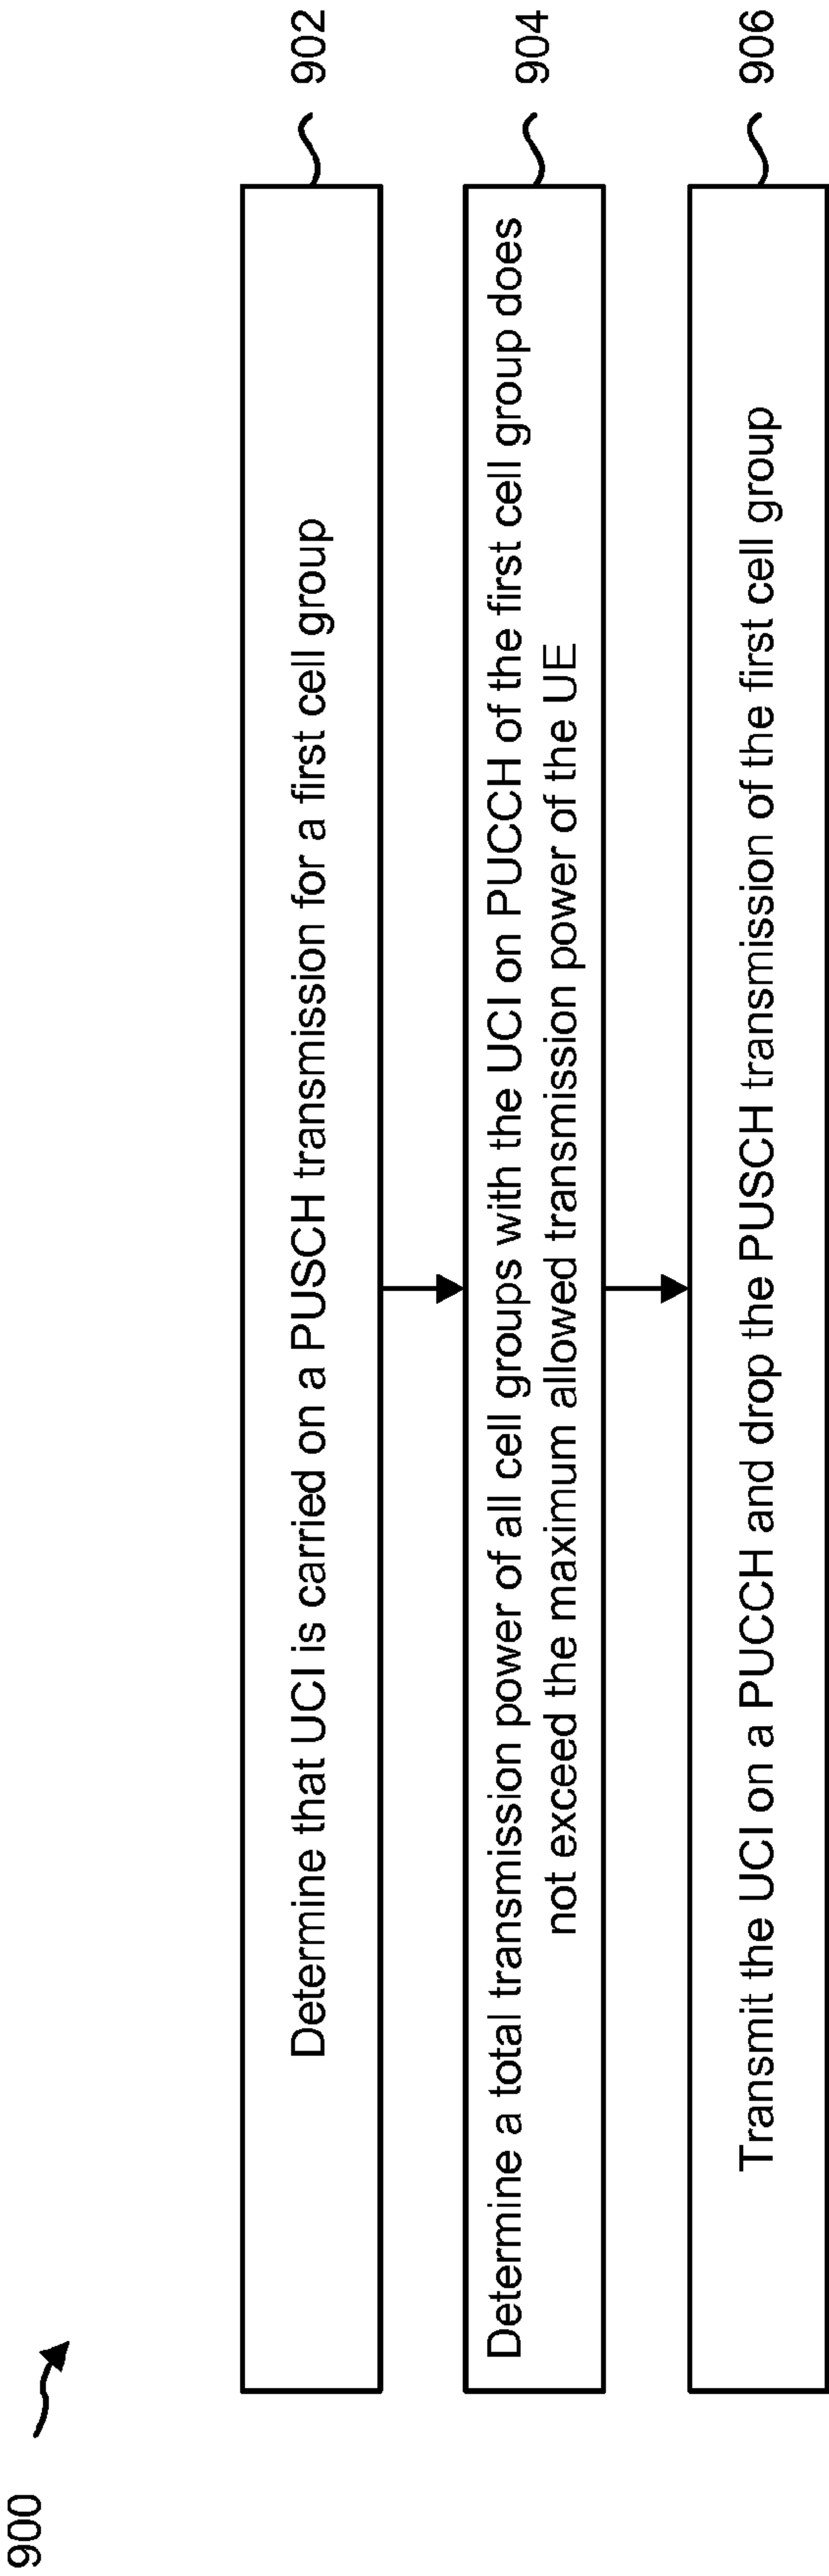 900
Determine that UCI is carried on a PUSCH transmission for a first cell group
902
Determine a total transmission power of all cell groups with the UCI on PUCCH of the first cell group does
not exceed the maximum allowed transmission power of the UE
904
Transmit the UCI on a PUCCH and drop the PUSCH transmission of the first cell group
906